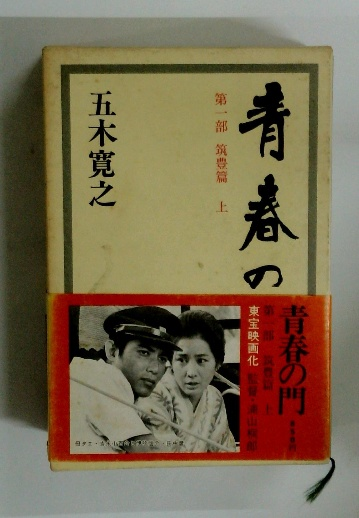 青春の
第一部 筑豊篇 上
五木寛之
青春の門
第一部 筑豊篇 上
東宝映画化